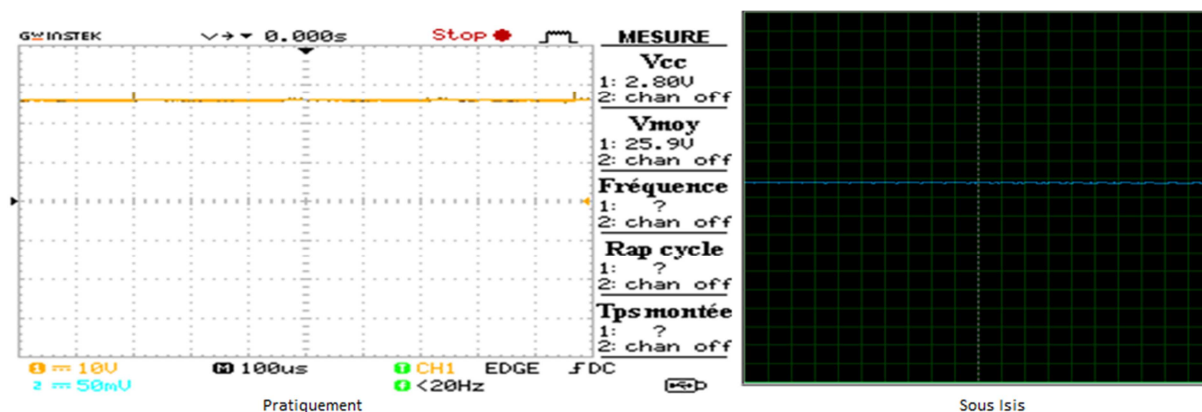 GWINSTEK 0.000s Stop
MESURE
Vcc
1: 2.80V
2: chan off
Vmoy
1: 25.9V
2: chan off
Fréquence
1: ?
2: chan off
Rap cycle
1: ?
2: chan off
Tps montée
1: ?
2: chan off
1 10V M 100us T CH1 EDGE DC
2 50mV f <20Hz
Pratiquement
Sous Isis